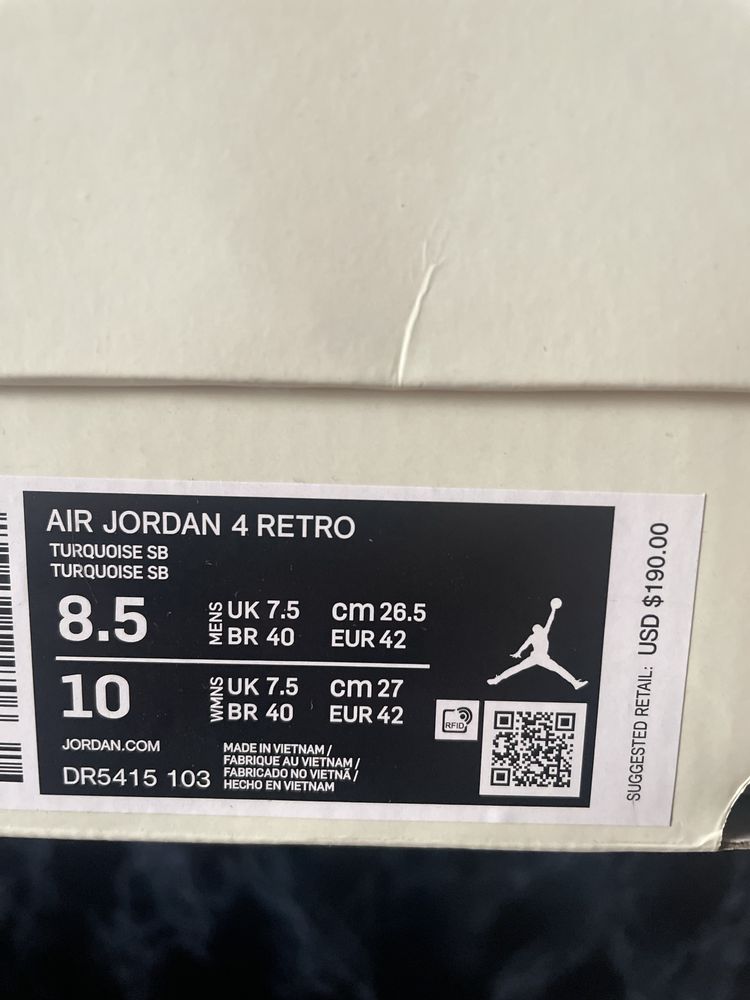 AIR JORDAN 4 RETRO
TURQUOISE SB
TURQUOISE SB
8.5
MENS
UK 7.5 cm 26.5
BR 40 EUR 42
10
WMNS
UK 7.5 cm 27
BR 40 EUR 42
RFID
JORDAN.COM
DR5415 103
MADE IN VIETNAM /
FABRIQUE AU VIETNAM /
FABRICADO NO VIETNÃ /
HECHO EN VIETNAM
SUGGESTED RETAIL: USD $190.00